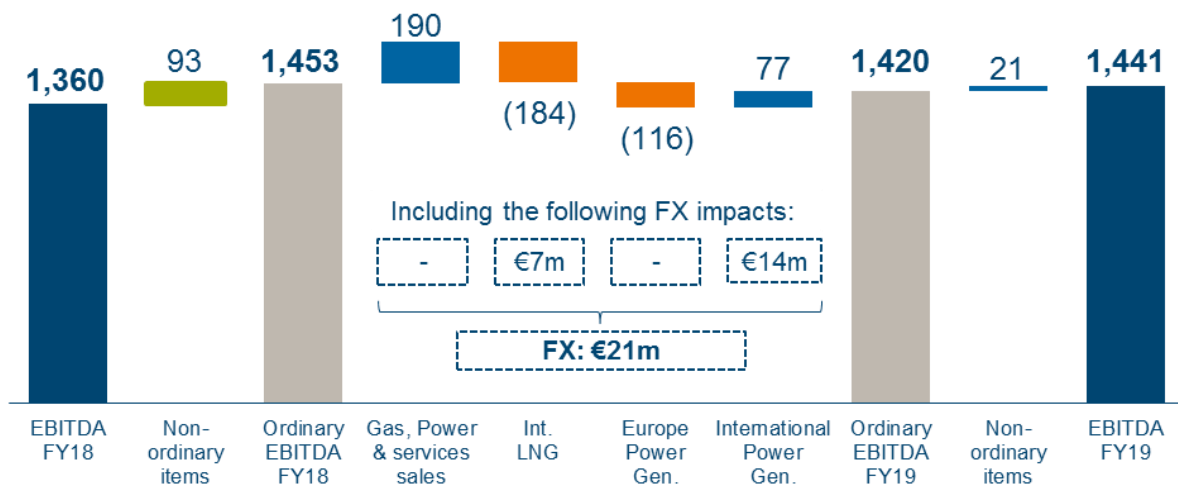 1,360
93
1,453
190
(184)
(116)
77
1,420
21
1,441
Including the following FX impacts:
-
€7m
-
€14m
FX: €21m
EBITDA
FY18
Non-
ordinary
items
Ordinary
EBITDA
FY18
Gas, Power
& services
sales
Int.
LNG
Europe
Power
Gen.
International
Power
Gen.
Ordinary
EBITDA
FY19
Non-
ordinary
items
EBITDA
FY19